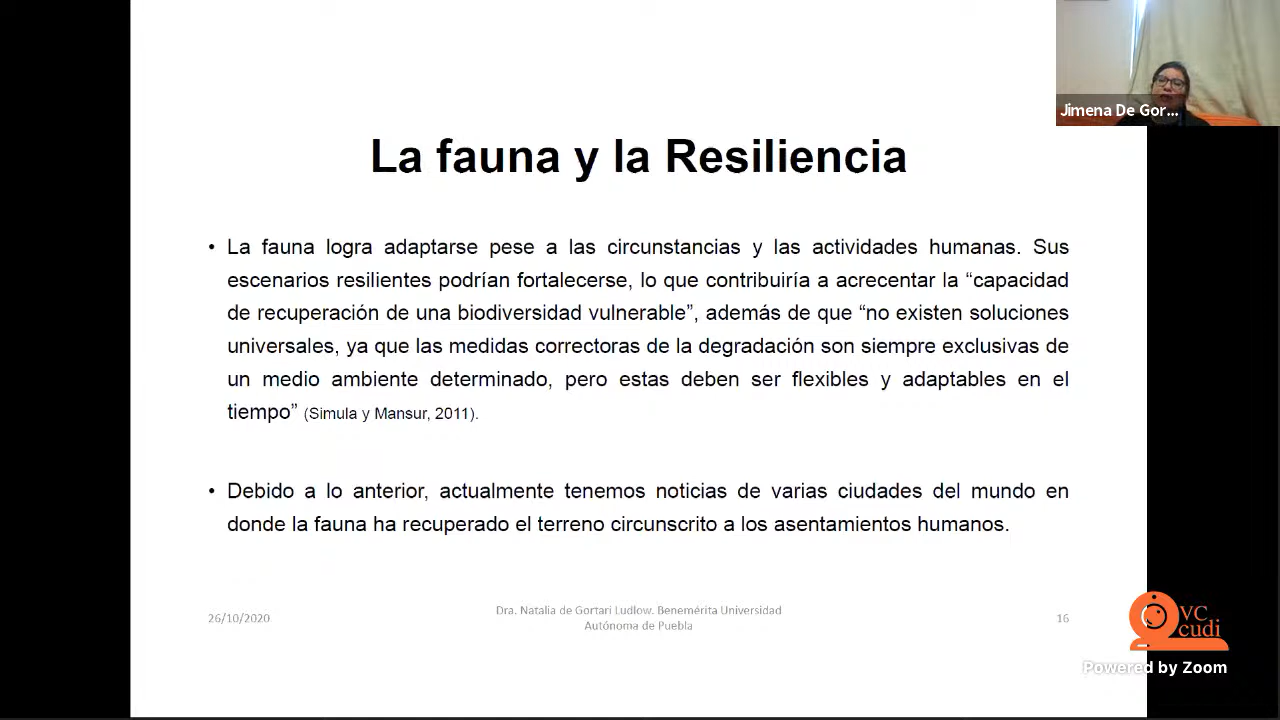 Jimena De Gor...
La fauna y la Resiliencia
• La fauna logra adaptarse pese a las circunstancias y las actividades humanas. Sus
escenarios resilientes podrían fortalecerse, lo que contribuiría a acrecentar la “capacidad
de recuperación de una biodiversidad vulnerable”, además de que “no existen soluciones
universales, ya que las medidas correctoras de la degradación son siempre exclusivas de
un medio ambiente determinado, pero estas deben ser flexibles y adaptables en el
tiempo” (Simula y Mansur, 2011).
• Debido a lo anterior, actualmente tenemos noticias de varias ciudades del mundo en
donde la fauna ha recuperado el terreno circunscrito a los asentamientos humanos.
26/10/2020
Dra. Natalia de Gortari Ludlow. Benemérita Universidad
Autónoma de Puebla
16
VC
cudi
Powered by Zoom